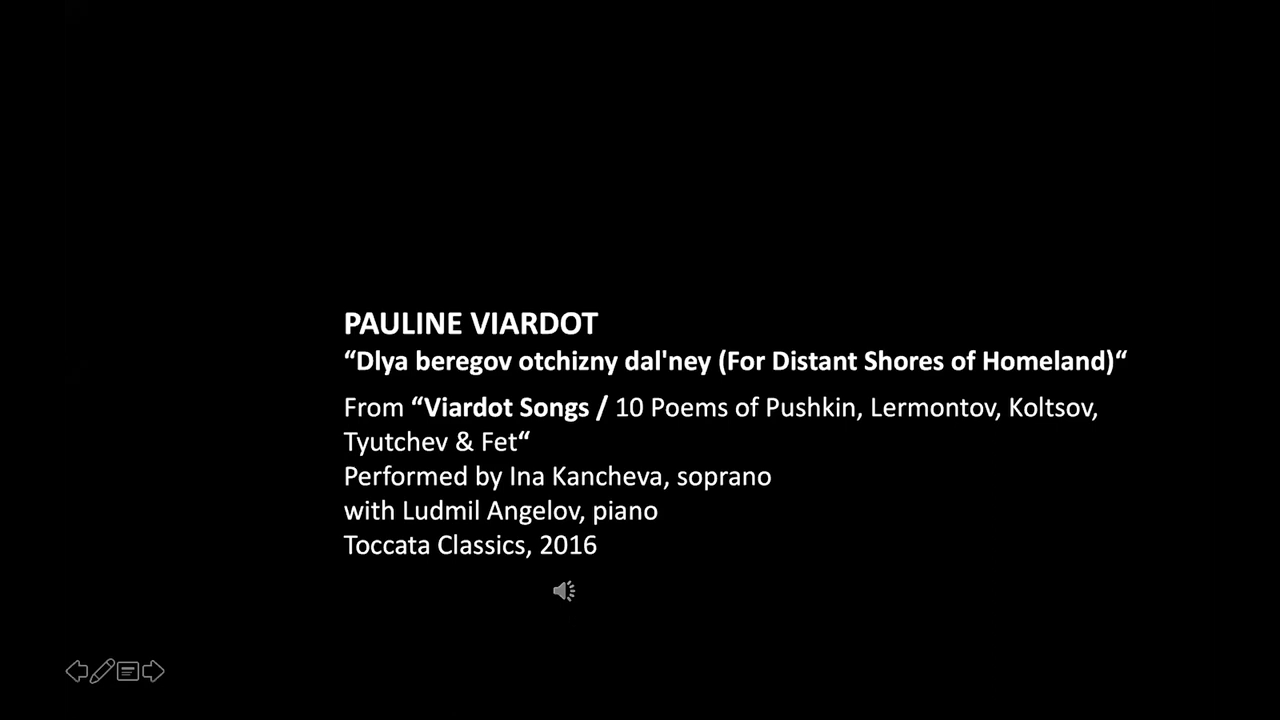 PAULINE VIARDOT
“Dlya beregov otchizny dal'ney (For Distant Shores of Homeland)“
From “Viardot Songs / 10 Poems of Pushkin, Lermontov, Koltsov,
Tyutchev & Fet“
Performed by Ina Kancheva, soprano
with Ludmil Angelov, piano
Toccata Classics, 2016